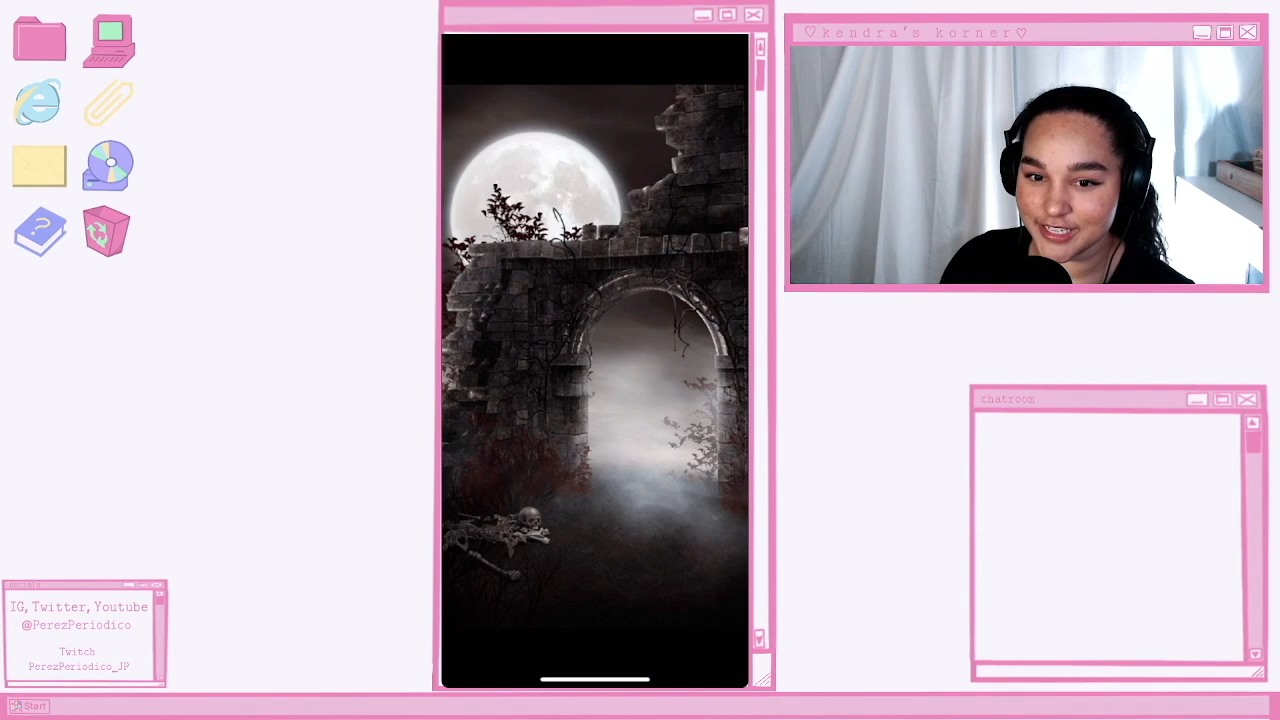 ♡kendra's korner♡
chatroom
IG, Twitter, Youtube
@PerezPeriodico
Twitch
PerezPeriodico_JP
Start